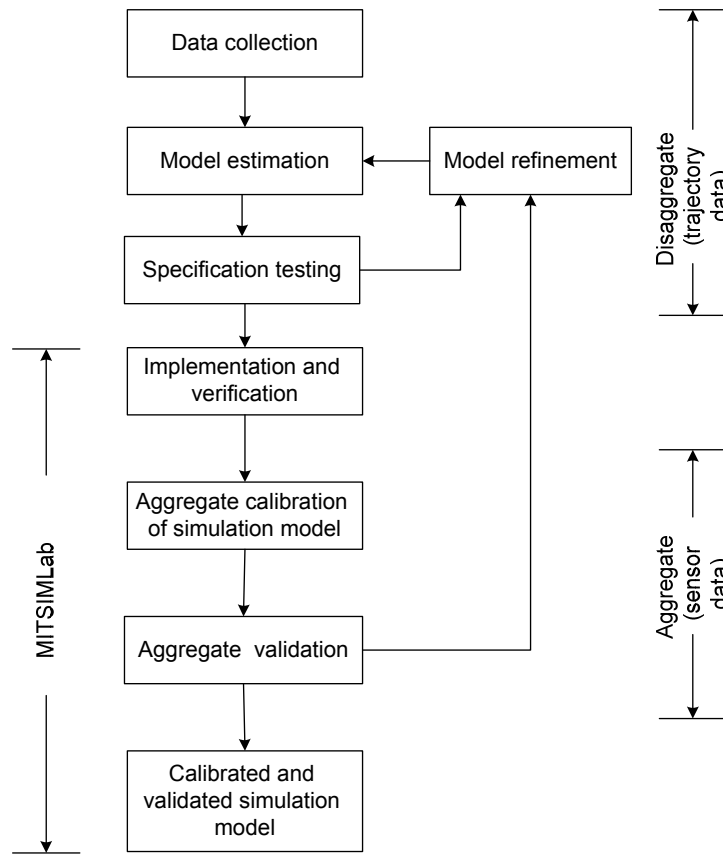 Data collection
Model estimation
Model refinement
Specification testing
Implementation and
verification
Aggregate calibration
of simulation model
Aggregate validation
Calibrated and
validated simulation
model
MITSIMLab
Disaggregate
(trajectory
data)
Aggregate
(sensor
data)